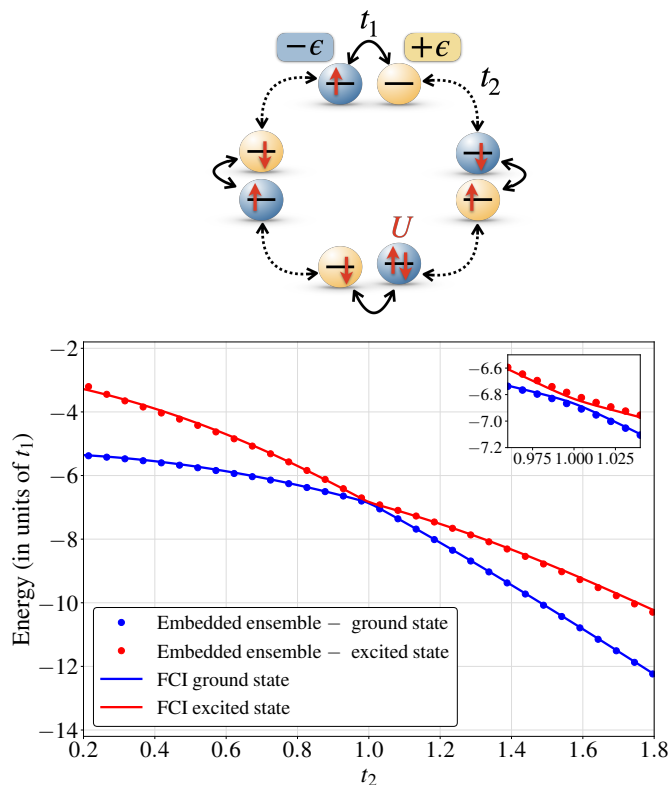 t₁
−ϵ
+ϵ
t₂
U
−2
−4
−6
−8
−10
−12
−14
Energy (in units of t₁)
0.2 0.4 0.6 0.8 1.0 1.2 1.4 1.6 1.8
t₂
−6.6
−6.8
−7.0
−7.2
0.975 1.000 1.025
Embedded ensemble − ground state
Embedded ensemble − excited state
FCI ground state
FCI excited state